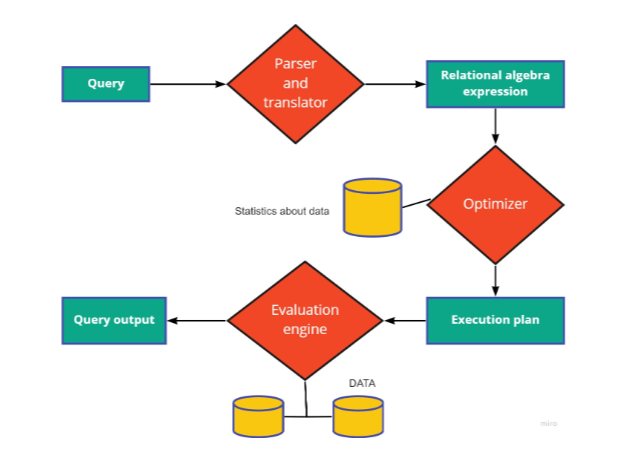 Query
Parser
and
translator
Relational algebra
expression
Statistics about data
Optimizer
Query output
Evaluation
engine
Execution plan
DATA
miro